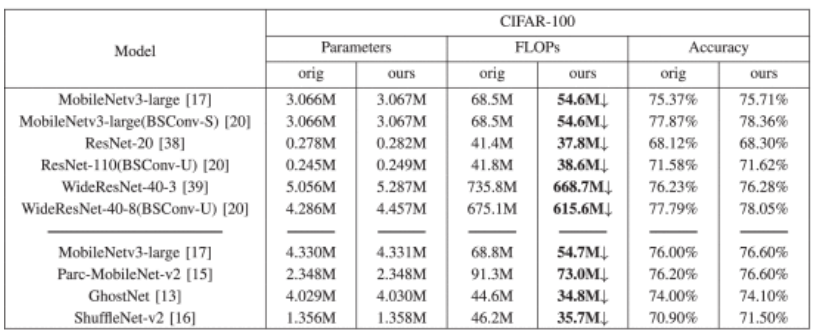 CIFAR-100
Model Parameters FLOPs Accuracy
orig ours orig ours orig ours
MobileNetv3-large [17] 3.066M 3.067M 68.5M 54.6M↓ 75.37% 75.71%
MobileNetv3-large(BSConv-S) [20] 3.066M 3.067M 68.5M 54.6M↓ 77.87% 78.36%
ResNet-20 [38] 0.278M 0.282M 41.4M 37.8M↓ 68.12% 68.30%
ResNet-110(BSConv-U) [20] 0.245M 0.249M 41.8M 38.6M↓ 71.58% 71.62%
WideResNet-40-3 [39] 5.056M 5.287M 735.8M 668.7M↓ 76.23% 76.28%
WideResNet-40-8(BSConv-U) [20] 4.286M 4.457M 675.1M 615.6M↓ 77.79% 78.05%
MobileNetv3-large [17] 4.330M 4.331M 68.8M 54.7M↓ 76.00% 76.60%
Parc-MobileNet-v2 [15] 2.348M 2.348M 91.3M 73.0M↓ 76.20% 76.60%
GhostNet [13] 4.029M 4.030M 44.6M 34.8M↓ 74.00% 74.10%
ShuffleNet-v2 [16] 1.356M 1.358M 46.2M 35.7M↓ 70.90% 71.50%